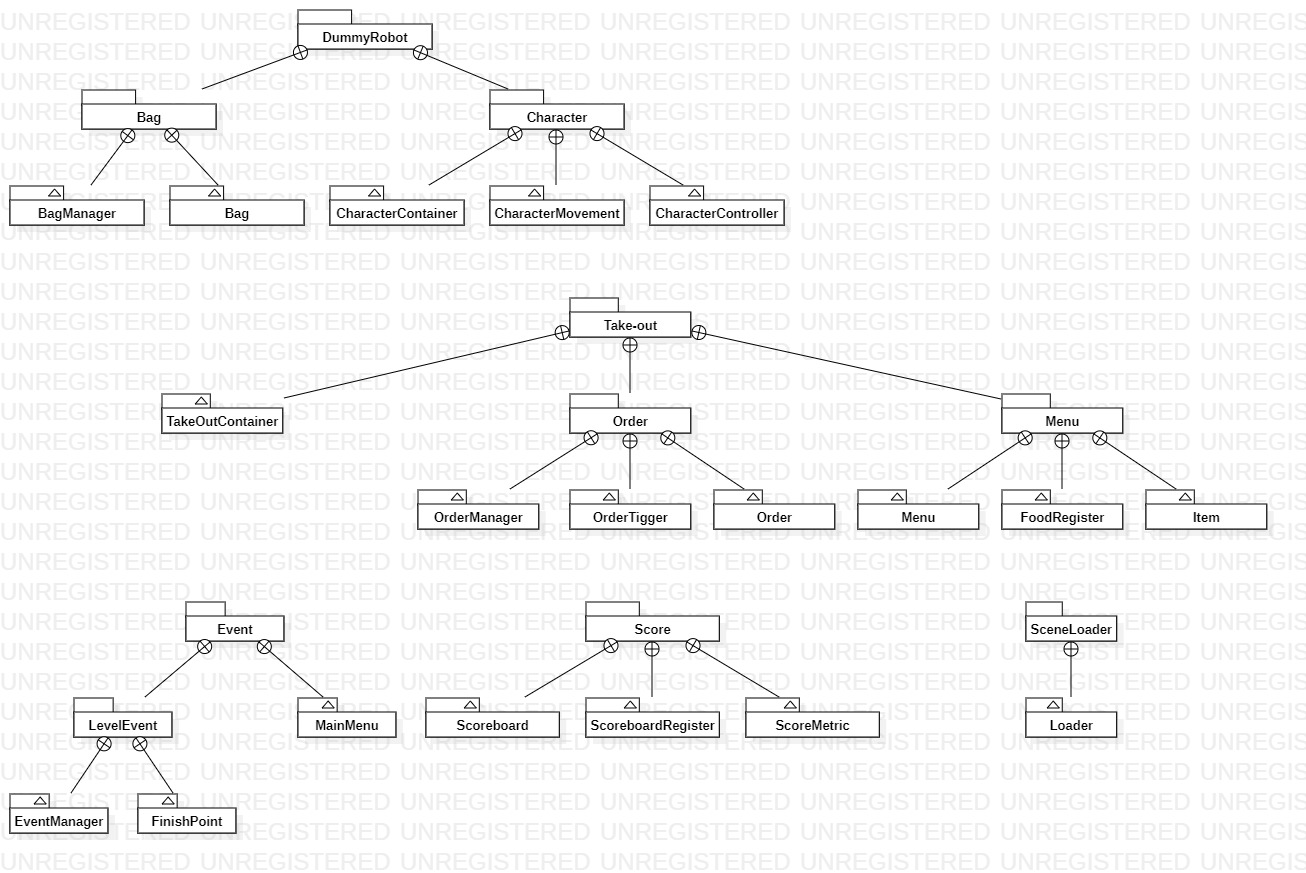 DummyRobot
Bag Character
BagManager Bag CharacterContainer CharacterMovement CharacterController
Take-out
TakeOutContainer Order Menu
OrderManager OrderTigger Order Menu FoodRegister Item
Event Score SceneLoader
LevelEvent MainMenu Scoreboard ScoreboardRegister ScoreMetric Loader
EventManager FinishPoint
UNREGISTERED